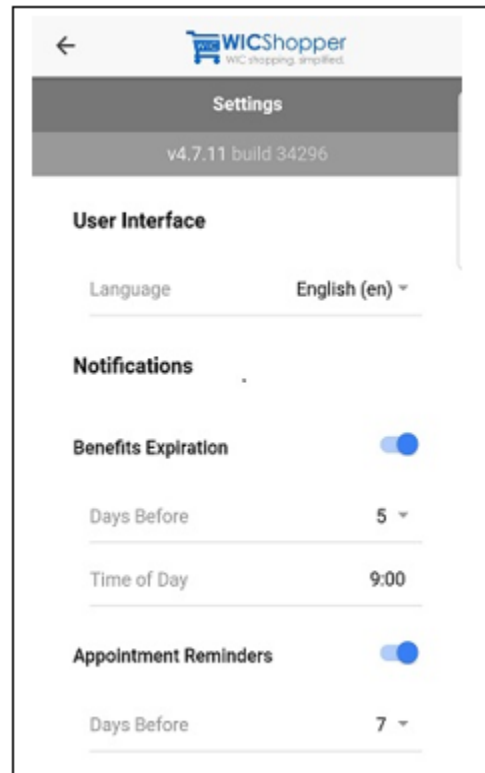 WIC WICShopper
WIC shopping, simplified.
Settings
v4.7.11 build 34296
User Interface
Language English (en)
Notifications
Benefits Expiration
Days Before 5
Time of Day 9:00
Appointment Reminders
Days Before 7